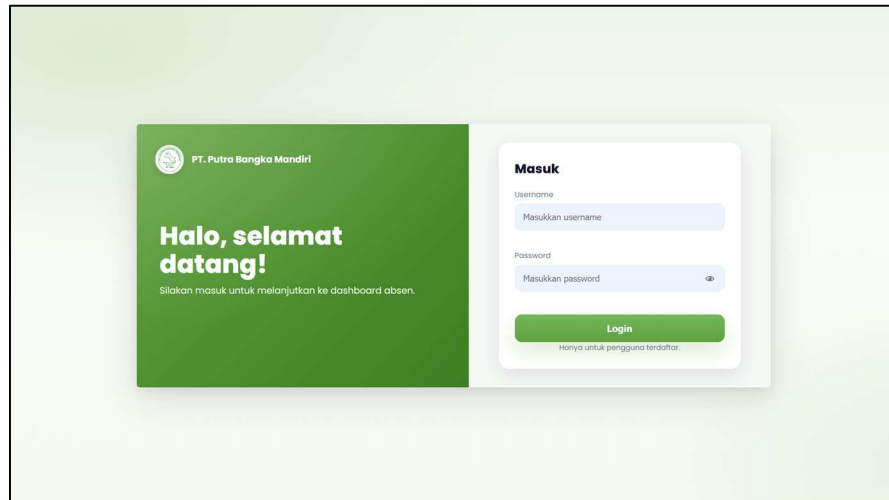 PT. Putra Bangka Mandiri
Halo, selamat
datang!
Silakan masuk untuk melanjutkan ke dashboard absen.
Masuk
Username
Masukkan username
Password
Masukkan password
Login
Hanya untuk pengguna terdaftar.